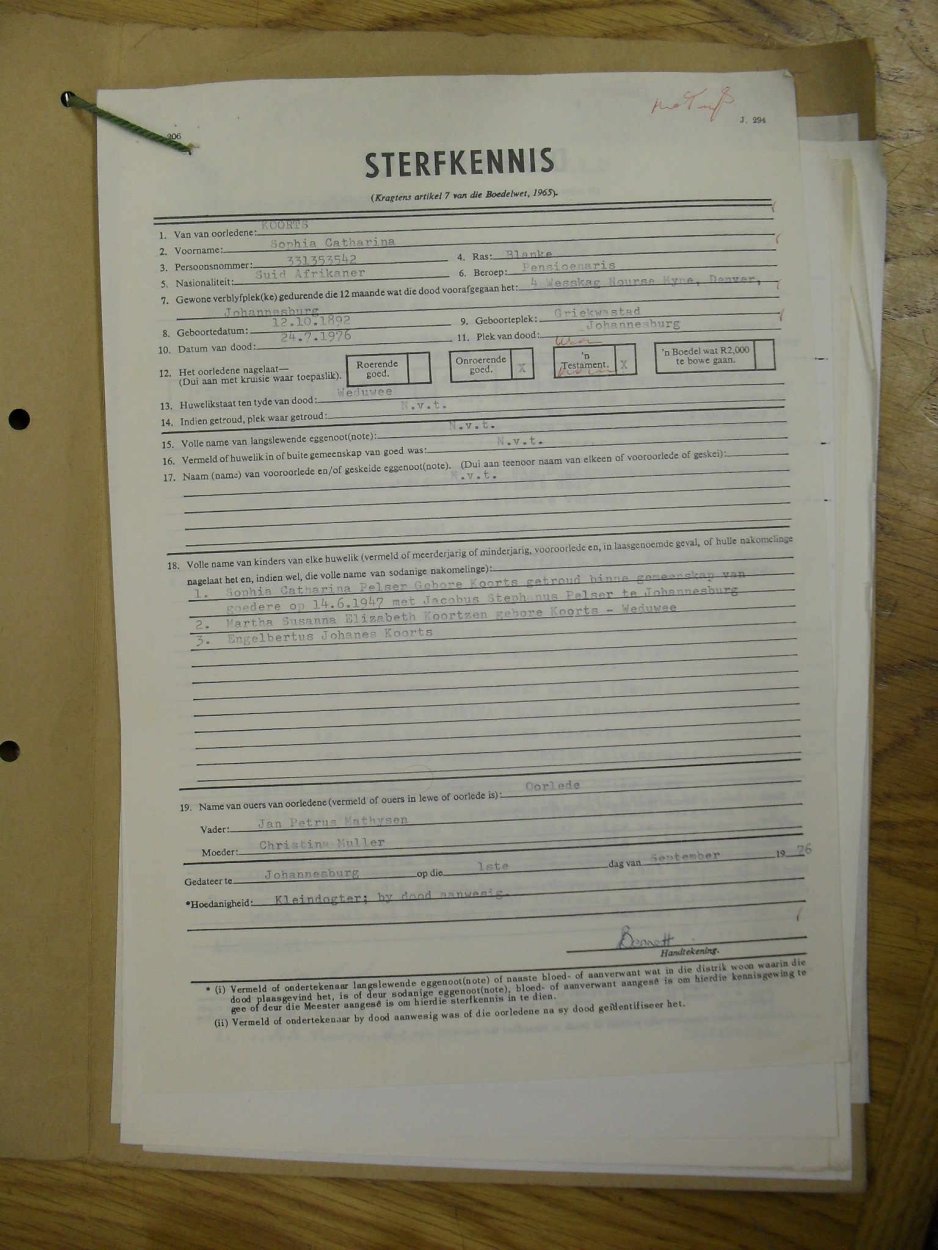 206
J. 294
STERFKENNIS
(Kragtens artikel 7 van die Boedelwet, 1965).
1. Van van oorledene: KOORTS
2. Voorname: Sophia Catharina
3. Persoonsnommer: 331353542 4. Ras: Blanke
5. Nasionaliteit: Suid Afrikaner 6. Beroep: Pensioenaris
7. Gewone verblyfplek(ke) gedurende die 12 maande wat die dood voorafgegaan het: 4 Wesskag Hourse Myne, Denver,
Johannesburg
8. Geboortedatum: 12.10.1892 9. Geboorteplek: Griekwastad
10. Datum van dood: 24.7.1976 11. Plek van dood: Johannesburg
12. Het oorledene nagelaat— (Dui aan met kruisie waar toepaslik).
Roerende goed.
Onroerende goed. X
'n Testament. X
'n Boedel wat R2,000 te bowe gaan.
13. Huwelikstaat ten tyde van dood: Weduwee
14. Indien getroud, plek waar getroud: N.v.t.
15. Volle name van langslewende eggenoot(note): N.v.t.
16. Vermeld of huwelik in of buite gemeenskap van goed was: N.v.t.
17. Naam (name) van vooroorlede en/of geskeide eggenoot(note). (Dui aan teenoor naam van elkeen of vooroorlede of geskei):
N.v.t.
18. Volle name van kinders van elke huwelik (vermeld of meerderjarig of minderjarig, vooroorlede en, in laasgenoemde geval, of hulle nakomelinge
nagelaat het en, indien wel, die volle name van sodanige nakomelinge):
1. Sophia Catharina Pelser Gebore Koorts getroud binne gemeenskap van
goedere op 14.6.1947 met Jacobus Stephanus Pelser te Johannesburg
2. Martha Susanna Elizabeth Koortzen gebore Koorts - Weduwee
3. Engelbertus Johanes Koorts
19. Name van ouers van oorledene (vermeld of ouers in lewe of oorlede is): Oorlede
Vader: Jan Petrus Mathysen
Moeder: Christina Muller
Gedateer te Johannesburg op die 1ste dag van September 19 76
*Hoedanigheid: Kleindogter; by dood aanwesig.
Handtekening.
* (i) Vermeld of ondertekenaar langslewende eggenoot(note) of naaste bloed- of aanverwant wat in die distrik woon waarin die
dood plaasgevind het, is of deur sodanige eggenoot(note), bloed- of aanverwant aangesê is om hierdie kennisgewing te
gee of deur die Meester aangesê is om hierdie sterfkennis in te dien.
(ii) Vermeld of ondertekenaar by dood aanwesig was of die oorledene na sy dood geïdentifiseer het.